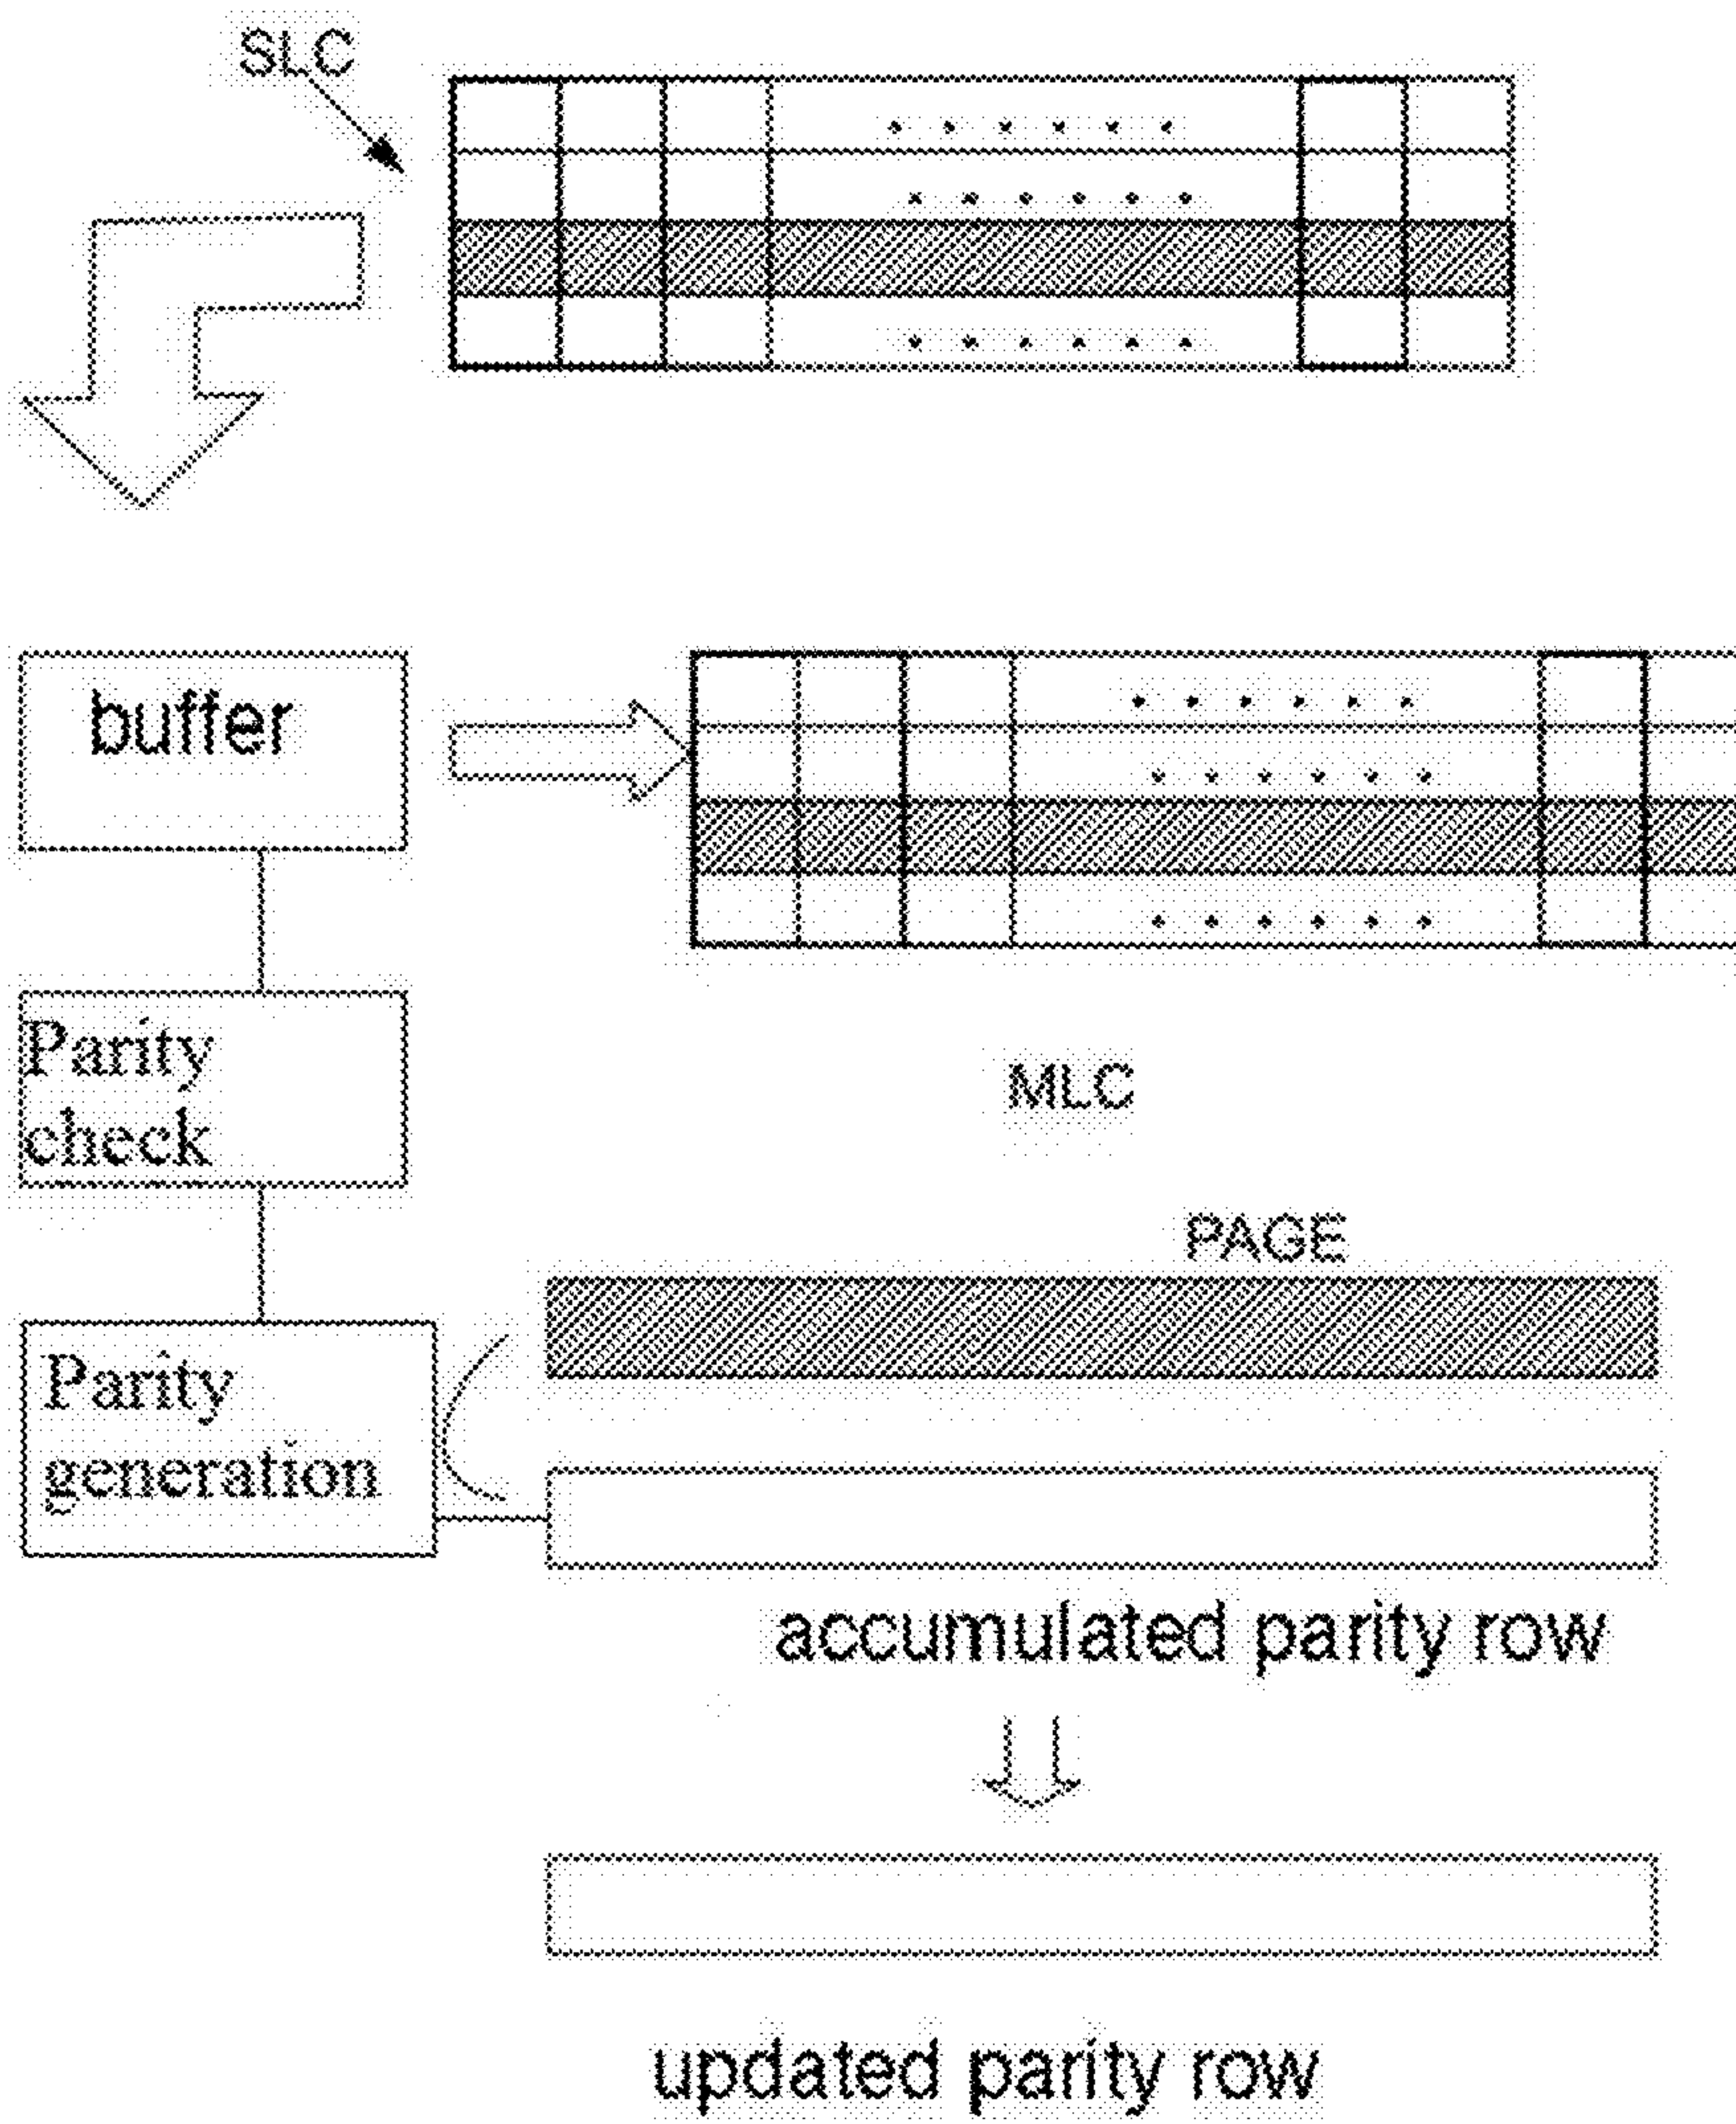 SLC
buffer
Parity
check
MLC
PAGE
Parity
generation
accumulated parity row
updated parity row